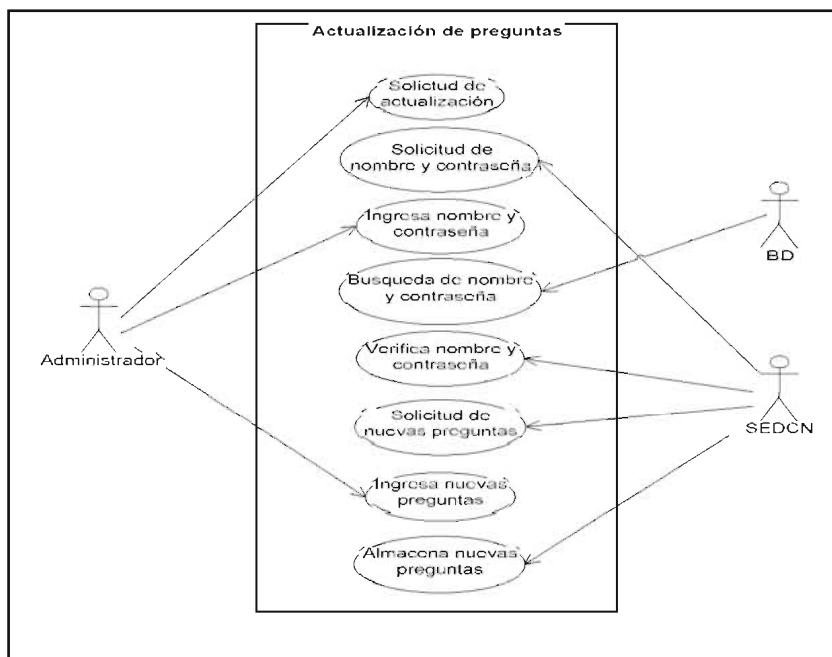 Actualización de preguntas
Solictud de
actualización
Solicitud de
nombre y contraseña
Ingresa nombre y
contraseña
Busqueda de nombre
y contraseña
Verifica nombre y
contraseña
Solicitud de
nuevas preguntas
Ingresa nuevas
preguntas
Almacena nuevas
preguntas
Administrador
BD
SEDCN